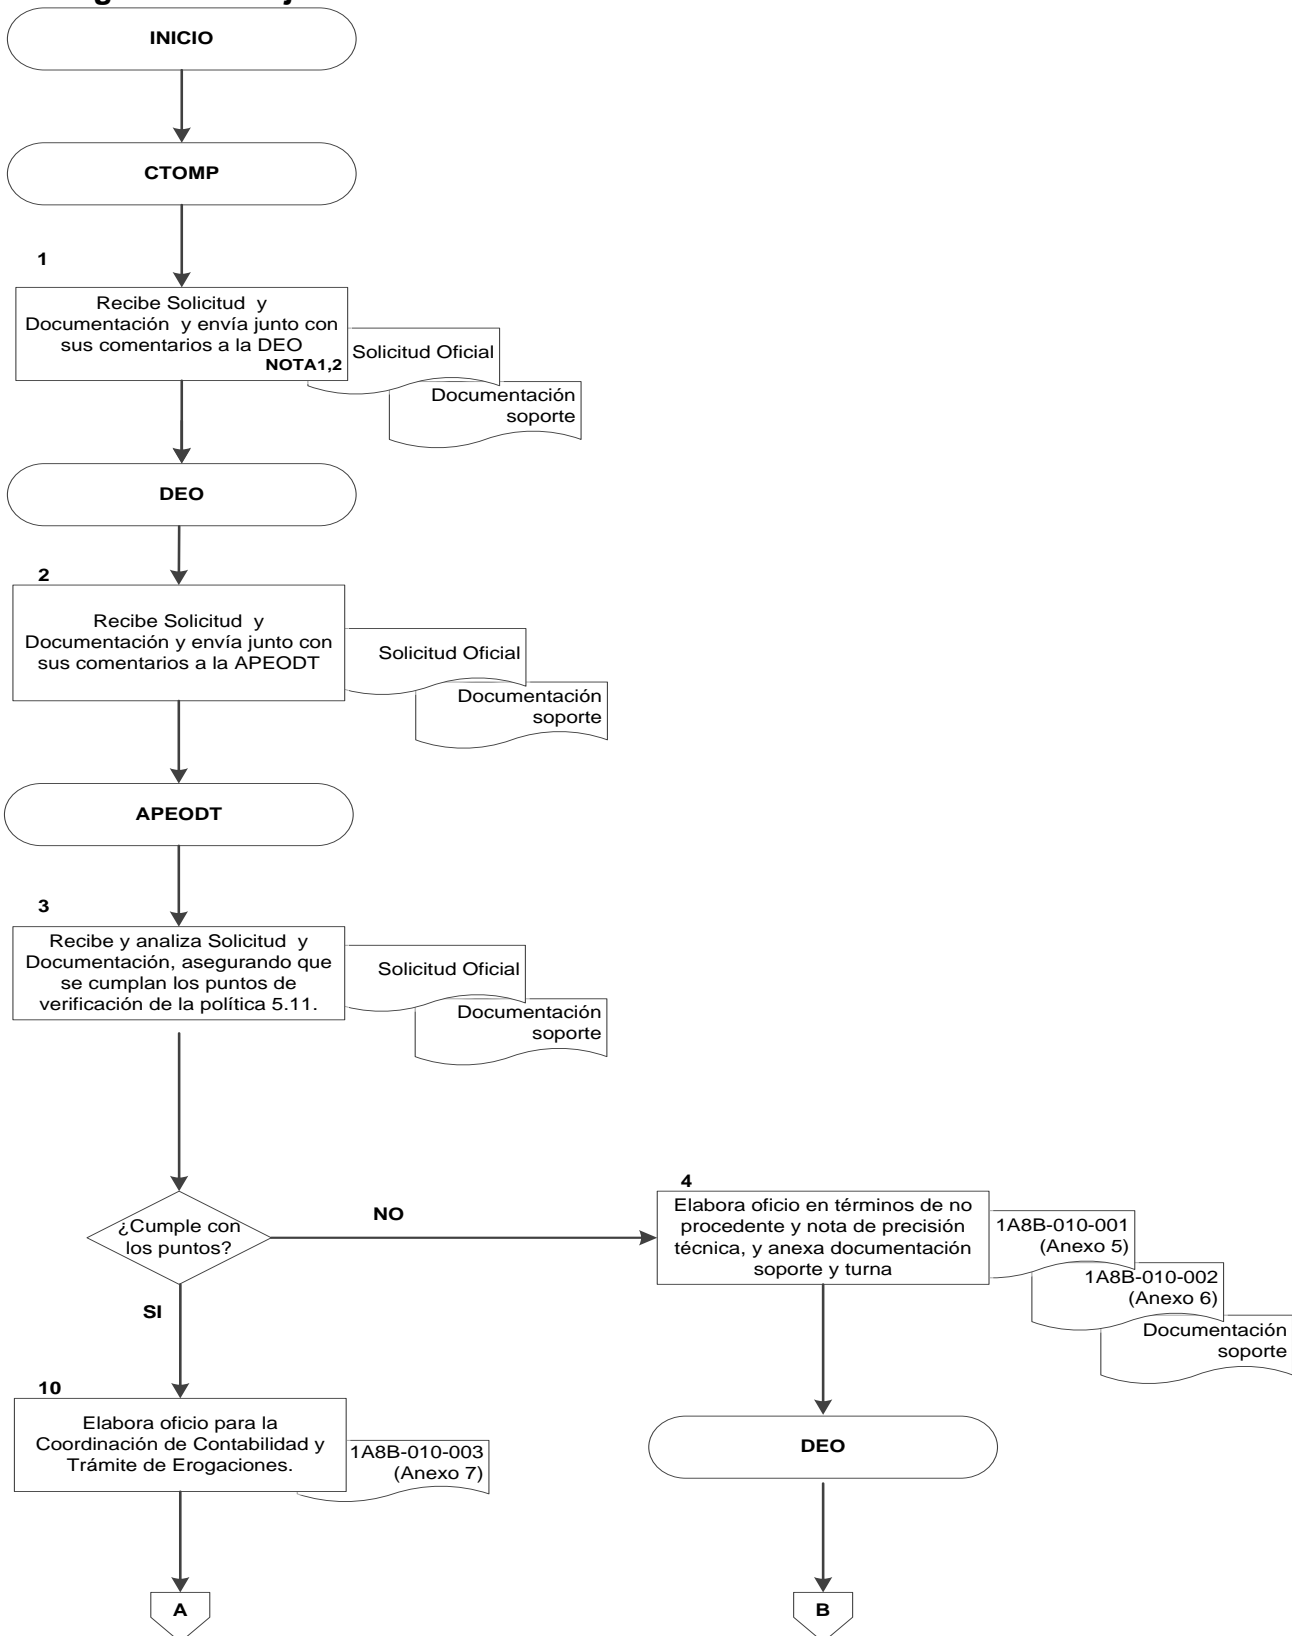 INICIO
CTOMP
1
Recibe Solicitud y
Documentación y envía junto con
sus comentarios a la DEO
NOTA1,2
Solicitud Oficial
Documentación
soporte
DEO
2
Recibe Solicitud y
Documentación y envía junto con
sus comentarios a la APEODT
Solicitud Oficial
Documentación
soporte
APEODT
3
Recibe y analiza Solicitud y
Documentación, asegurando que
se cumplan los puntos de
verificación de la política 5.11.
Solicitud Oficial
Documentación
soporte
¿Cumple con
los puntos?
NO
SI
4
Elabora oficio en términos de no
procedente y nota de precisión
técnica, y anexa documentación
soporte y turna
1A8B-010-001
(Anexo 5)
1A8B-010-002
(Anexo 6)
Documentación
soporte
10
Elabora oficio para la
Coordinación de Contabilidad y
Trámite de Erogaciones.
1A8B-010-003
(Anexo 7)
DEO
A
B